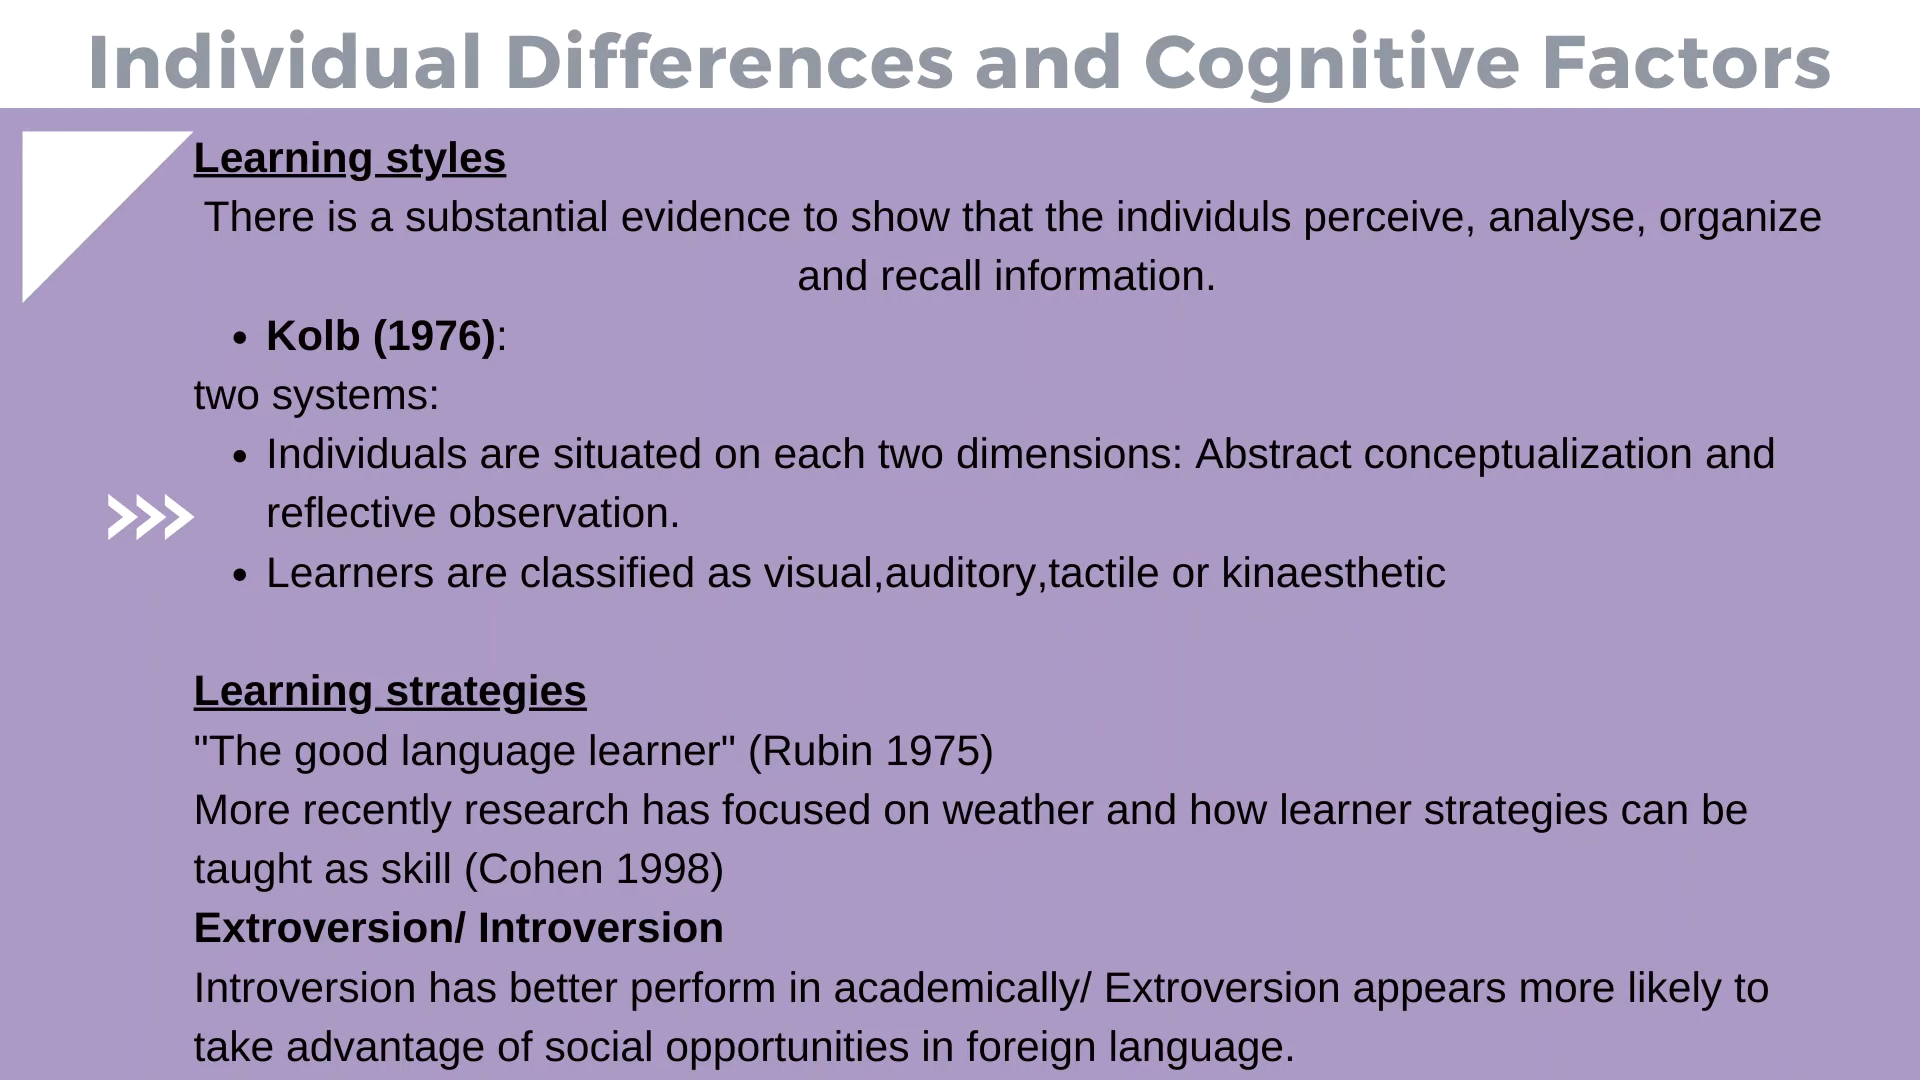 Individual Differences and Cognitive Factors
Learning styles
There is a substantial evidence to show that the individuls perceive, analyse, organize
and recall information.
• Kolb (1976):
two systems:
• Individuals are situated on each two dimensions: Abstract conceptualization and
reflective observation.
• Learners are classified as visual,auditory,tactile or kinaesthetic
Learning strategies
"The good language learner" (Rubin 1975)
More recently research has focused on weather and how learner strategies can be
taught as skill (Cohen 1998)
Extroversion/ Introversion
Introversion has better perform in academically/ Extroversion appears more likely to
take advantage of social opportunities in foreign language.